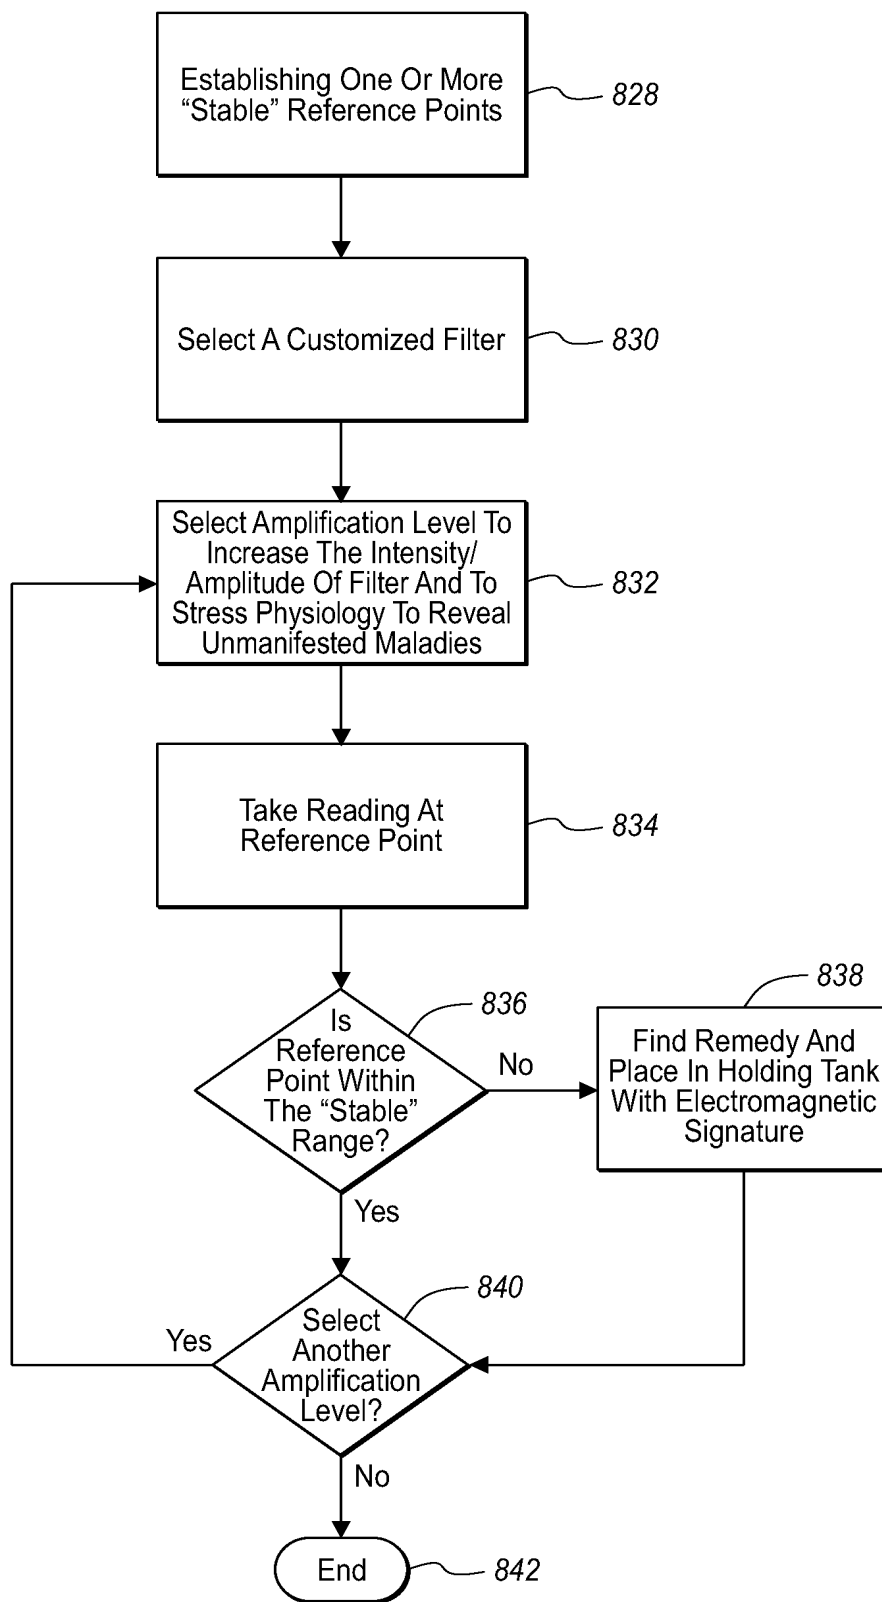 Establishing One Or More
“Stable” Reference Points
828
Select A Customized Filter
830
Select Amplification Level To
Increase The Intensity/
Amplitude Of Filter And To
Stress Physiology To Reveal
Unmanifested Maladies
832
Take Reading At
Reference Point
834
Is
Reference
Point Within
The “Stable”
Range?
836
No
838
Find Remedy And
Place In Holding Tank
With Electromagnetic
Signature
Yes
840
Select
Another
Amplification
Level?
Yes
No
End
842